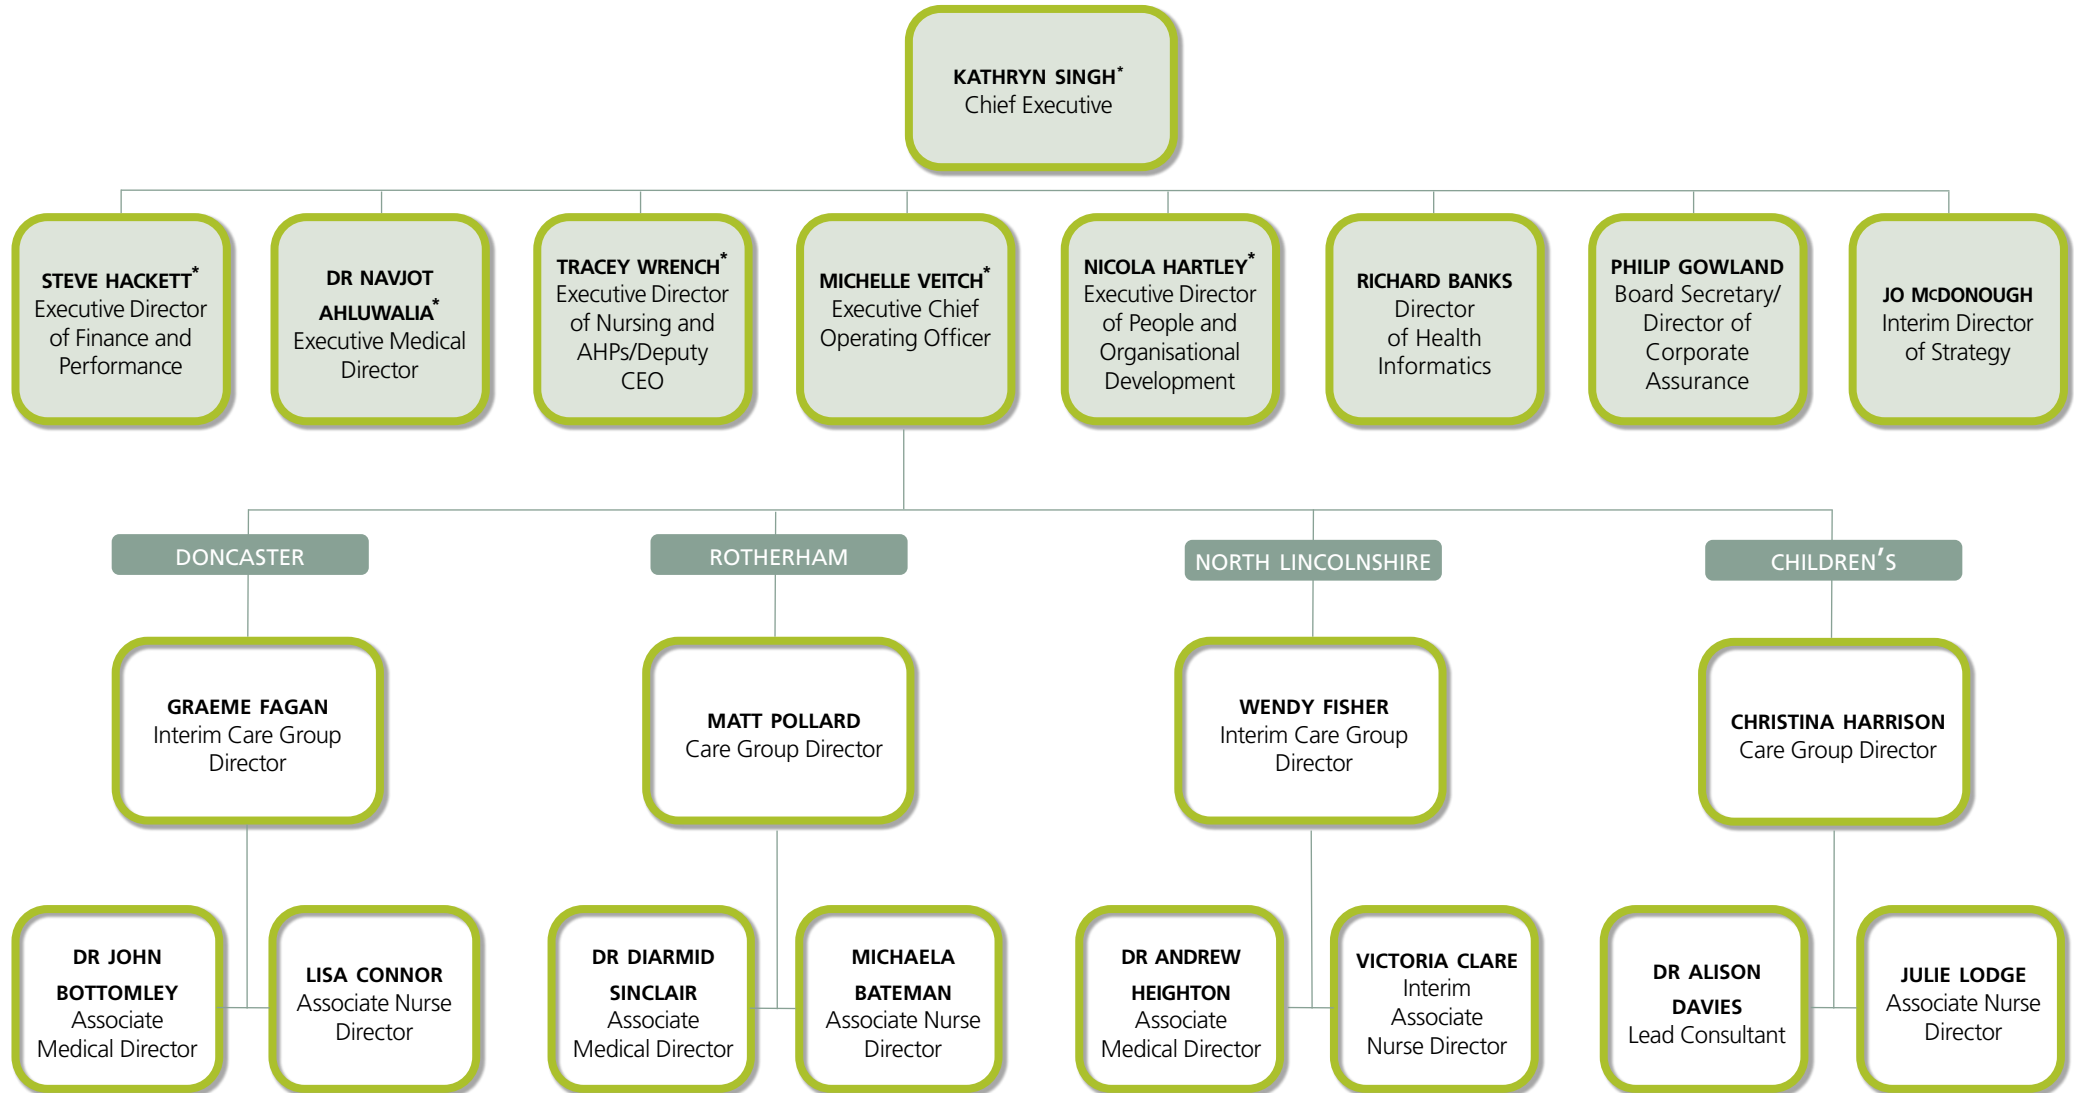 KATHRYN SINGH*
Chief Executive
STEVE HACKETT*
Executive Director
of Finance and
Performance
DR NAVJOT
AHLUWALIA*
Executive Medical
Director
TRACEY WRENCH*
Executive Director
of Nursing and
AHPs/Deputy
CEO
MICHELLE VEITCH*
Executive Chief
Operating Officer
NICOLA HARTLEY*
Executive Director
of People and
Organisational
Development
RICHARD BANKS
Director
of Health
Informatics
PHILIP GOWLAND
Board Secretary/
Director of
Corporate
Assurance
JO McDONOUGH
Interim Director
of Strategy
DONCASTER
ROTHERHAM
NORTH LINCOLNSHIRE
CHILDREN'S
GRAEME FAGAN
Interim Care Group
Director
MATT POLLARD
Care Group Director
WENDY FISHER
Interim Care Group
Director
CHRISTINA HARRISON
Care Group Director
DR JOHN
BOTTOMLEY
Associate
Medical Director
LISA CONNOR
Associate Nurse
Director
DR DIARMID
SINCLAIR
Associate
Medical Director
MICHAELA
BATEMAN
Associate Nurse
Director
DR ANDREW
HEIGHTON
Associate
Medical Director
VICTORIA CLARE
Interim
Associate
Nurse Director
DR ALISON
DAVIES
Lead Consultant
JULIE LODGE
Associate Nurse
Director